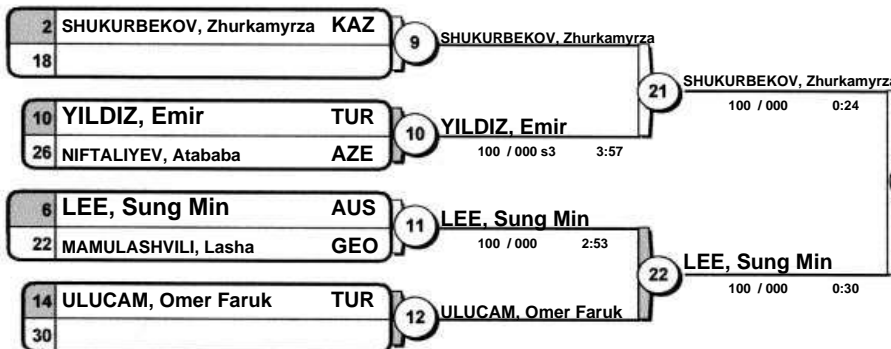 2 SHUKURBEKOV, Zhurkamyrza KAZ
18
9 SHUKURBEKOV, Zhurkamyrza
10 YILDIZ, Emir TUR
26 NIFTALIYEV, Atababa AZE
10 YILDIZ, Emir
100 / 000 s3 3:57
21 SHUKURBEKOV, Zhurkamyrza
100 / 000 0:24
6 LEE, Sung Min AUS
22 MAMULASHVILI, Lasha GEO
11 LEE, Sung Min
100 / 000 2:53
14 ULUCAM, Omer Faruk TUR
30
12 ULUCAM, Omer Faruk
22 LEE, Sung Min
100 / 000 0:30